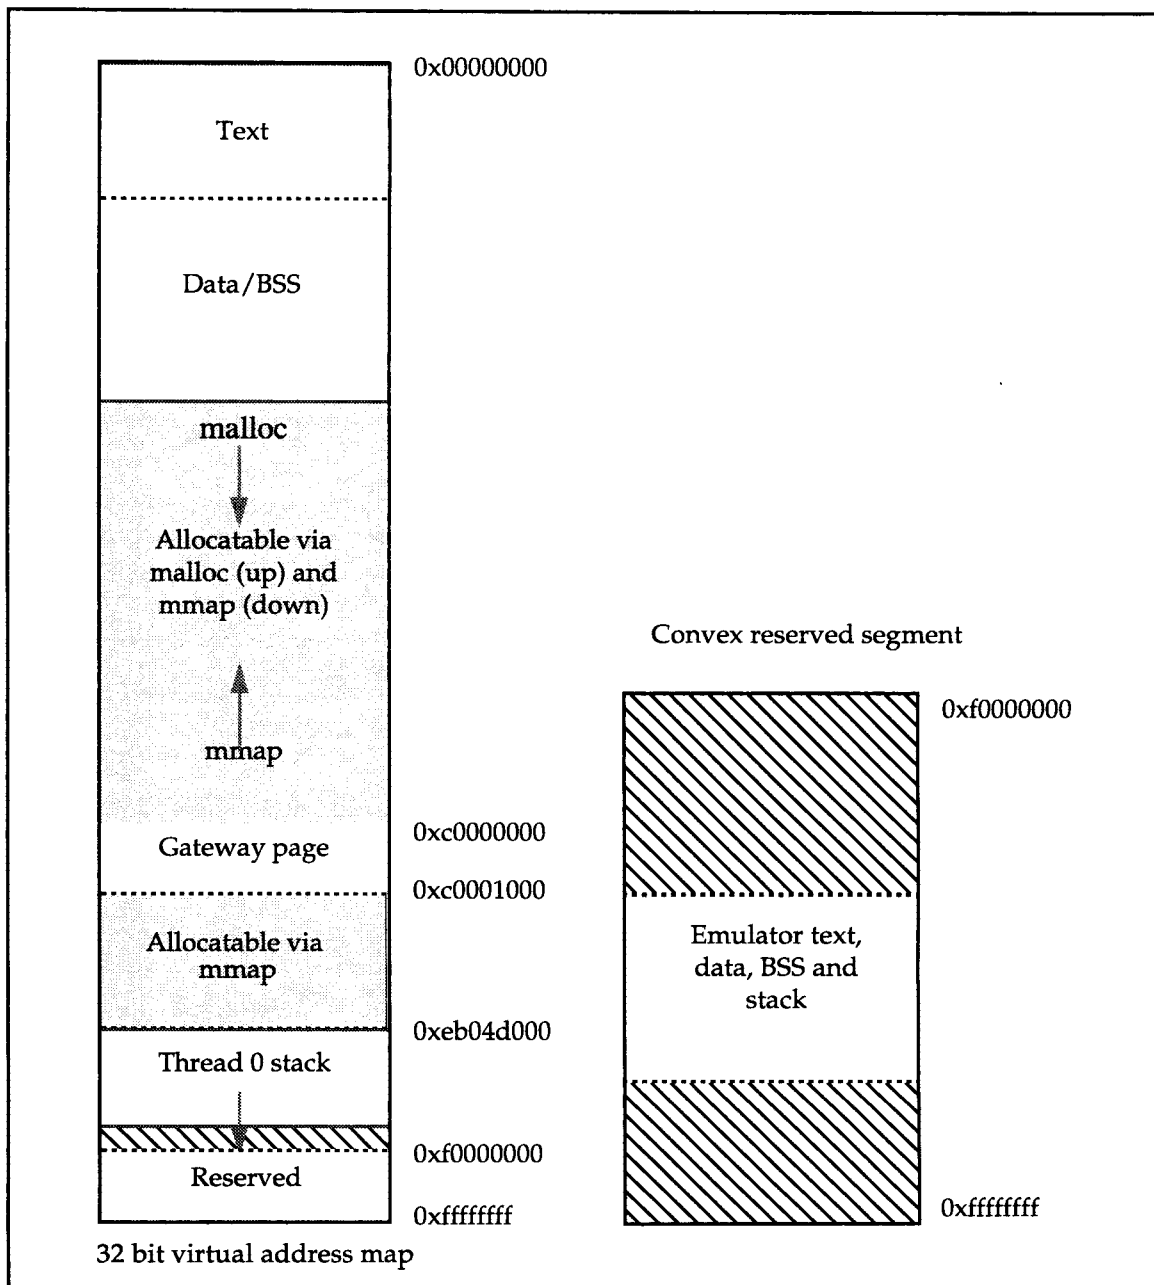 0x00000000
Text
Data/BSS
malloc
Allocatable via
malloc (up) and
mmap (down)
mmap
0xc0000000
Gateway page
0xc0001000
Allocatable via
mmap
0xeb04d000
Thread 0 stack
0xf0000000
Reserved
0xffffffff
32 bit virtual address map
Convex reserved segment
0xf0000000
Emulator text,
data, BSS and
stack
0xffffffff